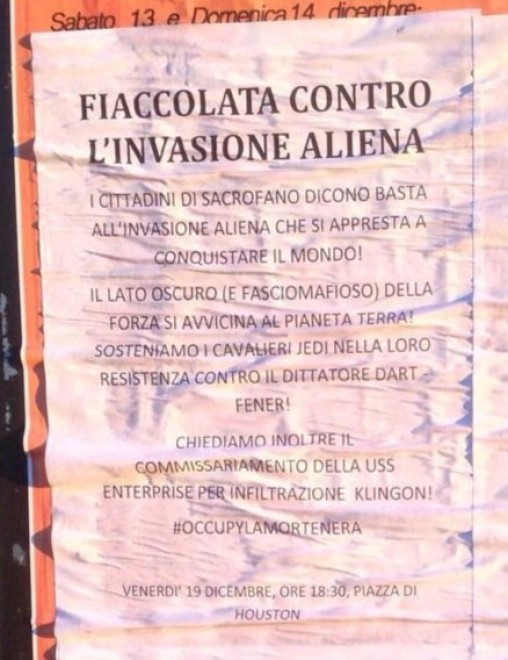 Sabato 13 e Domenica 14 dicembre:
FIACCOLATA CONTRO
L'INVASIONE ALIENA
I CITTADINI DI SACROFANO DICONO BASTA
ALL'INVASIONE ALIENA CHE SI APPRESTA A
CONQUISTARE IL MONDO!
IL LATO OSCURO (E FASCIOMAFIOSO) DELLA
FORZA SI AVVICINA AL PIANETA TERRA!
SOSTENIAMO I CAVALIERI JEDI NELLA LORO
RESISTENZA CONTRO IL DITTATORE DART -
FENER!
CHIEDIAMO INOLTRE IL
COMMISSARIAMENTO DELLA USS
ENTERPRISE PER INFILTRAZIONE KLINGON!
#OCCUPYLAMORTENERA
VENERDI' 19 DICEMBRE, ORE 18:30, PIAZZA DI
HOUSTON